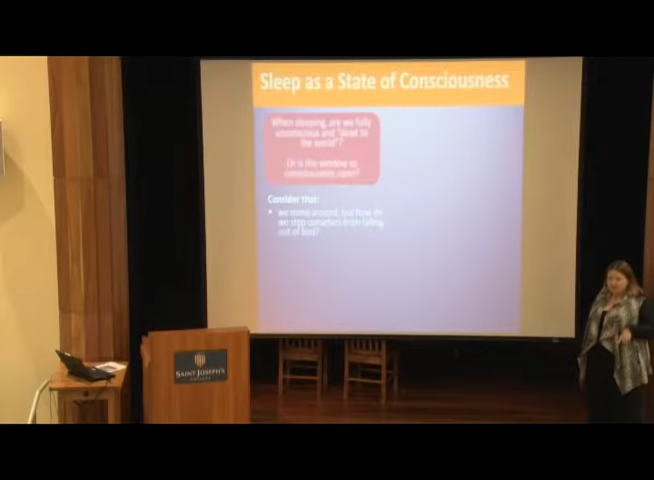 Sleep as a State of Consciousness
When sleeping, are we fully
unconscious and "dead to
the world"?
Or is the window to
consciousness open?
Consider that:
• we move around, but how do
we stop ourselves from falling
out of bed?
SAINT JOSEPH'S